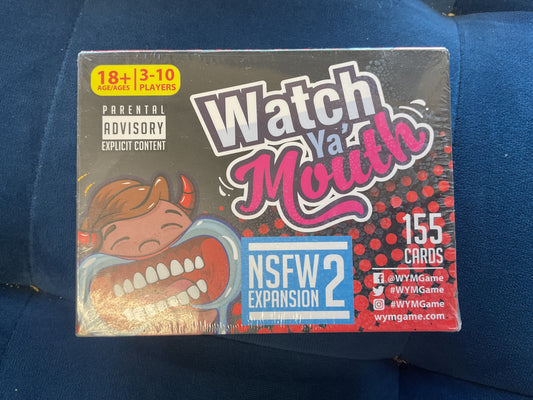 18+ 3-10
AGE/AGES PLAYERS
PARENTAL
ADVISORY
EXPLICIT CONTENT
Watch
Ya'
Mouth
NSFW 2
EXPANSION
155
CARDS
@WYMGame
#WYMGame
#WYMGame
wymgame.com